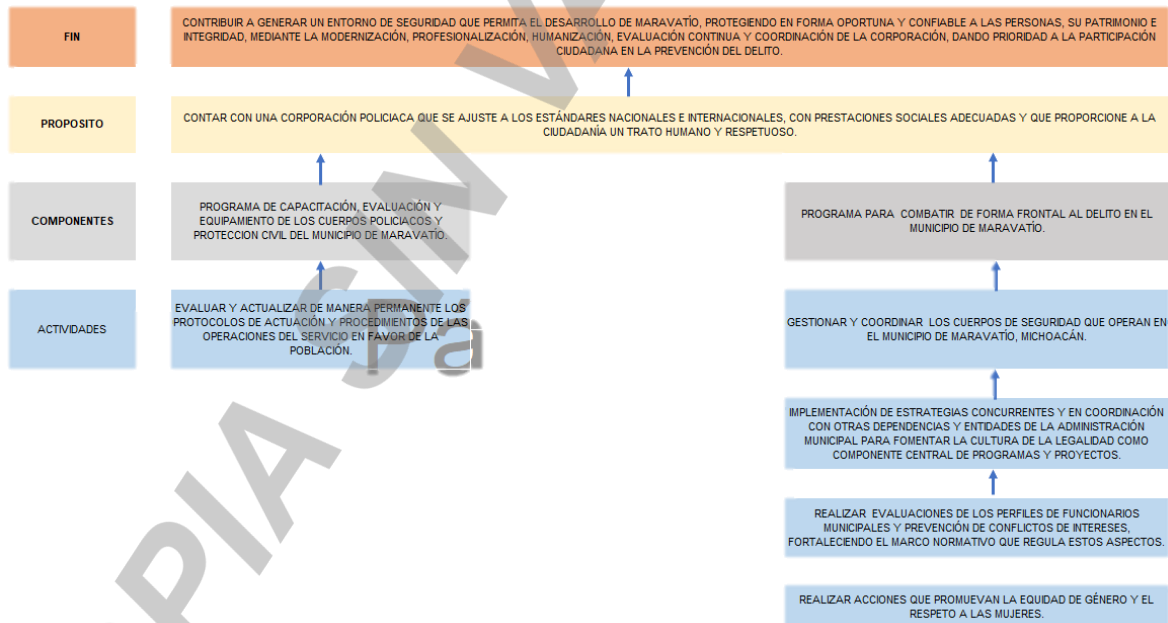 FIN
CONTRIBUIR A GENERAR UN ENTORNO DE SEGURIDAD QUE PERMITA EL DESARROLLO DE MARAVATÍO, PROTEGIENDO EN FORMA OPORTUNA Y CONFIABLE A LAS PERSONAS, SU PATRIMONIO E
INTEGRIDAD, MEDIANTE LA MODERNIZACIÓN, PROFESIONALIZACIÓN, HUMANIZACIÓN, EVALUACIÓN CONTINUA Y COORDINACIÓN DE LA CORPORACIÓN, DANDO PRIORIDAD A LA PARTICIPACIÓN
CIUDADANA EN LA PREVENCIÓN DEL DELITO.
PROPOSITO
CONTAR CON UNA CORPORACIÓN POLICIACA QUE SE AJUSTE A LOS ESTÁNDARES NACIONALES E INTERNACIONALES, CON PRESTACIONES SOCIALES ADECUADAS Y QUE PROPORCIONE A LA
CIUDADANÍA UN TRATO HUMANO Y RESPETUOSO.
COMPONENTES
PROGRAMA DE CAPACITACIÓN, EVALUACIÓN Y
EQUIPAMIENTO DE LOS CUERPOS POLICIACOS Y
PROTECCION CIVIL DEL MUNICIPIO DE MARAVATÍO.
PROGRAMA PARA COMBATIR DE FORMA FRONTAL AL DELITO EN EL
MUNICIPIO DE MARAVATÍO.
ACTIVIDADES
EVALUAR Y ACTUALIZAR DE MANERA PERMANENTE LOS
PROTOCOLOS DE ACTUACIÓN Y PROCEDIMIENTOS DE LAS
OPERACIONES DEL SERVICIO EN FAVOR DE LA
POBLACIÓN.
GESTIONAR Y COORDINAR LOS CUERPOS DE SEGURIDAD QUE OPERAN EN
EL MUNICIPIO DE MARAVATÍO, MICHOACÁN.
IMPLEMENTACIÓN DE ESTRATEGIAS CONCURRENTES Y EN COORDINACIÓN
CON OTRAS DEPENDENCIAS Y ENTIDADES DE LA ADMINISTRACIÓN
MUNICIPAL PARA FOMENTAR LA CULTURA DE LA LEGALIDAD COMO
COMPONENTE CENTRAL DE PROGRAMAS Y PROYECTOS.
REALIZAR EVALUACIONES DE LOS PERFILES DE FUNCIONARIOS
MUNICIPALES Y PREVENCIÓN DE CONFLICTOS DE INTERESES,
FORTALECIENDO EL MARCO NORMATIVO QUE REGULA ESTOS ASPECTOS.
REALIZAR ACCIONES QUE PROMUEVAN LA EQUIDAD DE GÉNERO Y EL
RESPETO A LAS MUJERES.
PIA SIN V
Pá